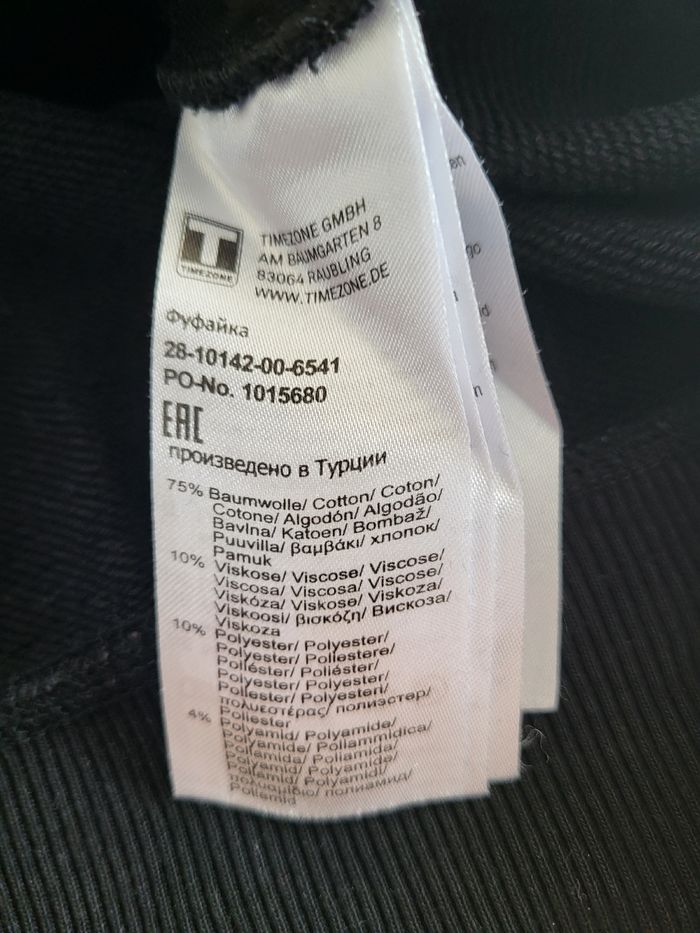 T
TIMEZONE
TIMEZONE GMBH
AM BAUMGARTEN 8
83064 RAUBLING
WWW.TIMEZONE.DE
Фуфайка
28-10142-00-6541
PO-No. 1015680
EAC
произведено в Турции
75% Baumwolle/ Cotton/ Coton/
Cotone/ Algodón/ Algodão/
Bavlna/ Katoen/ Bombaž/
Puuvilla/ βαμβάκι/ хлопок/
Pamuk
10% Viskose/ Viscose/ Viscose/
Viscosa/ Viscosa/ Viscose/
Viskóza/ Viskose/ Viskoza/
Viskoosi/ βισκόζη/ Вискоза/
Viskoza
10% Polyester/ Polyester/
Polyester/ Poliestere/
Poliéster/ Poliéster/
Polyester/ Polyester/
Poliester/ Polyesteri/
πολυεστέρας/ полиэстер/
Poliester
4% Polyamid/ Polyamide/
Polyamide/ Poliammidica/
Poliamida/ Poliamida/
Polyamid/ Polyamide/
Poliamid/ Polyamidi/
πολυαμίδιο/ полиамид/
Poliamid
en
go
d
n